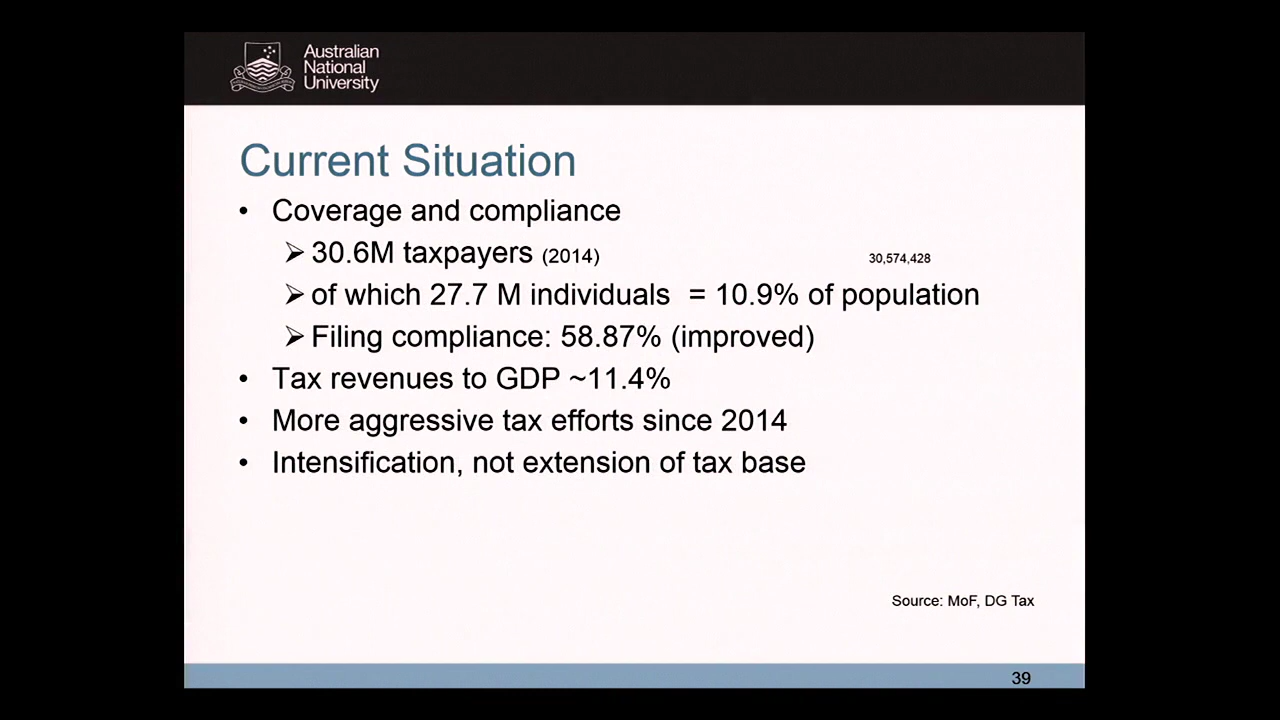 Australian
National
University
Current Situation
• Coverage and compliance
➢ 30.6M taxpayers (2014) 30,574,428
➢ of which 27.7 M individuals = 10.9% of population
➢ Filing compliance: 58.87% (improved)
• Tax revenues to GDP ~11.4%
• More aggressive tax efforts since 2014
• Intensification, not extension of tax base
Source: MoF, DG Tax
39